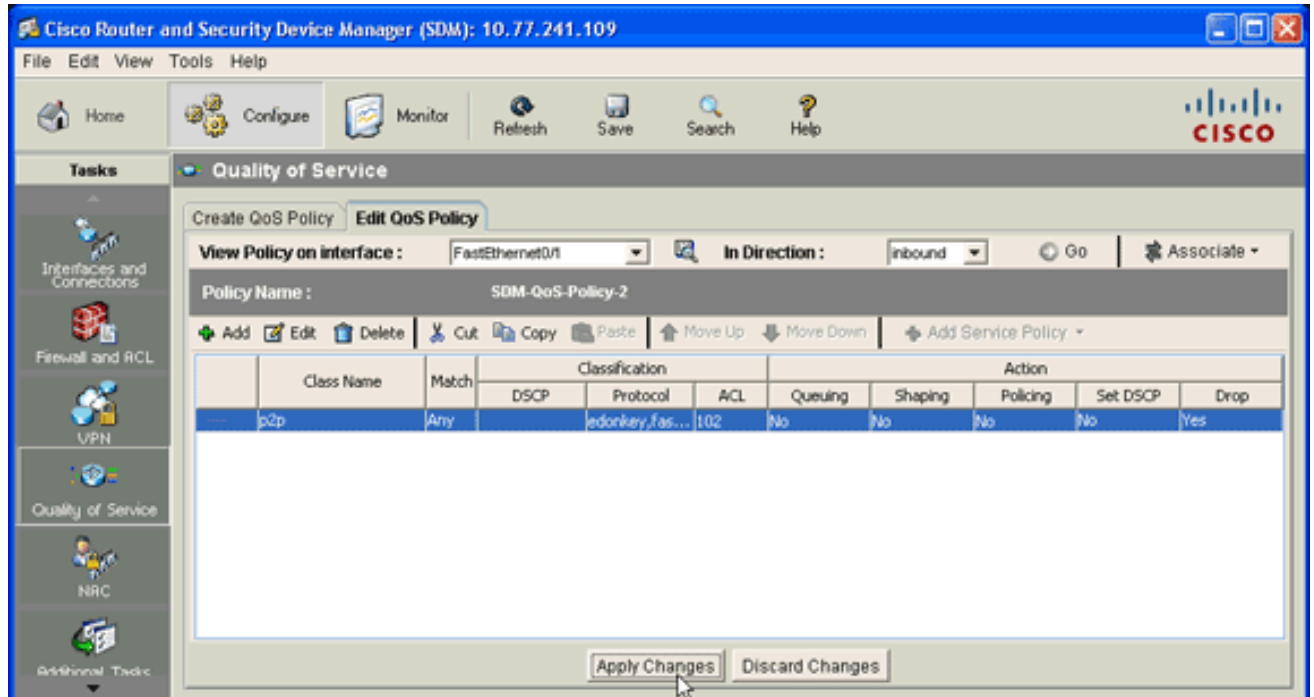 Cisco Router and Security Device Manager (SDM): 10.77.241.109
File Edit View Tools Help
Home Configure Monitor Refresh Save Search Help
CISCO
Tasks
Quality of Service
Create QoS Policy Edit QoS Policy
View Policy on interface : FastEthernet0/1 In Direction : inbound Go Associate
Interfaces and
Connections
Policy Name : SDM-QoS-Policy-2
Add Edit Delete Cut Copy Paste Move Up Move Down Add Service Policy
Firewall and ACL
Class Name Match Classification Action
DSCP Protocol ACL Queuing Shaping Policing Set DSCP Drop
p2p Any edonkey,fas... 102 No No No No Yes
VPN
Quality of Service
NAC
Additional Tasks
Apply Changes Discard Changes